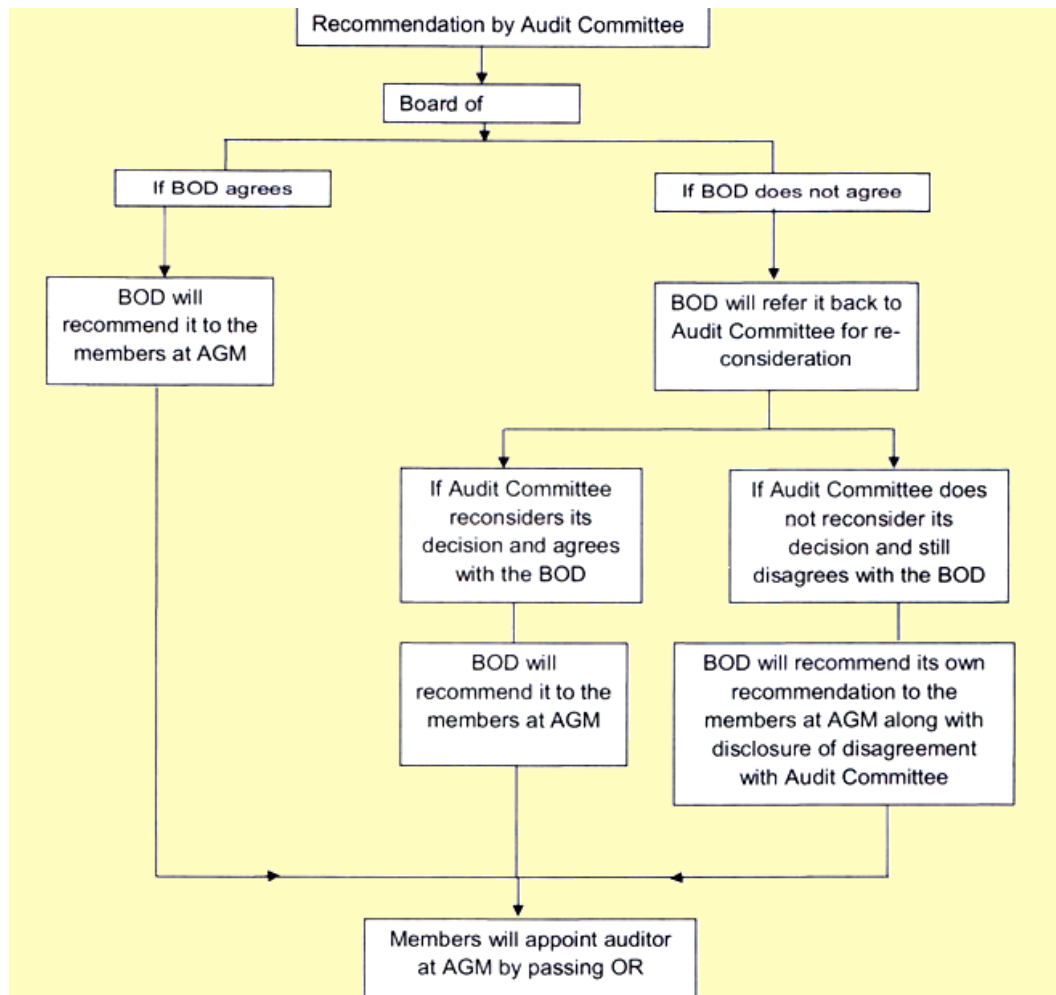 Recommendation by Audit Committee
Board of
If BOD agrees
If BOD does not agree
BOD will
recommend it to the
members at AGM
BOD will refer it back to
Audit Committee for re-
consideration
If Audit Committee
reconsiders its
decision and agrees
with the BOD
If Audit Committee does
not reconsider its
decision and still
disagrees with the BOD
BOD will
recommend it to the
members at AGM
BOD will recommend its own
recommendation to the
members at AGM along with
disclosure of disagreement
with Audit Committee
Members will appoint auditor
at AGM by passing OR